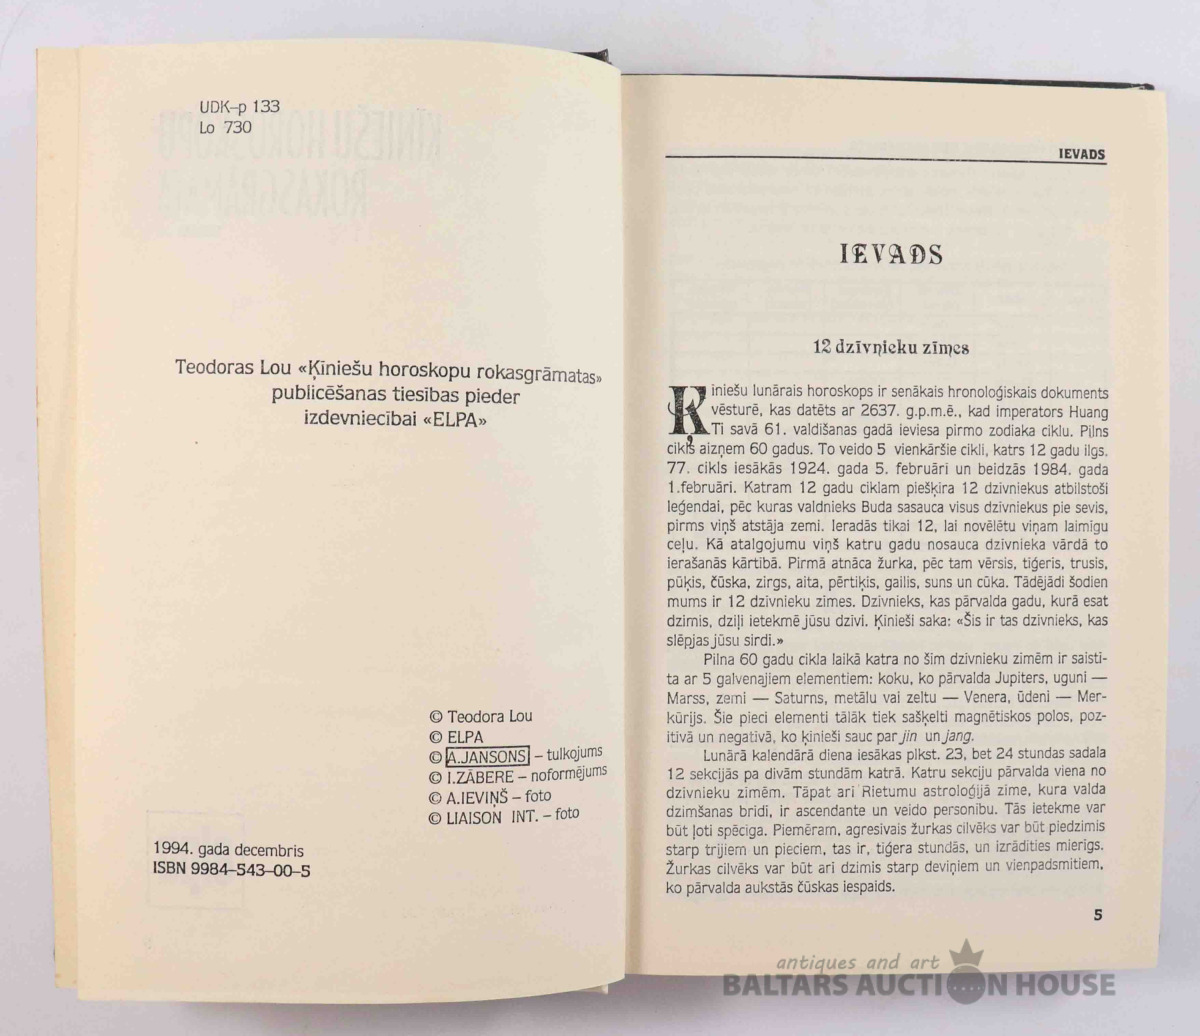 UDK–p 133
Lo 730
Teodoras Lou «Ķīniešu horoskopu rokasgrāmatas»
publicēšanas tiesības pieder
izdevniecībai «ELPA»
© Teodora Lou
© ELPA
© A.JANSONS – tulkojums
© I.ZĀBERE – noformējums
© A.IEVIŅŠ – foto
© LIAISON INT. – foto
1994. gada decembris
ISBN 9984–543–00–5
IEVADS
IEVADS
12 dzīvnieku zīmes
Ķiniešu lunārais horoskops ir senākais hronoloģiskais dokuments
vēsturē, kas datēts ar 2637. g.p.m.ē., kad imperators Huang
Ti savā 61. valdīšanas gadā ieviesa pirmo zodiaka ciklu. Pilns
cikls aizņem 60 gadus. To veido 5 vienkāršie cikli, katrs 12 gadu ilgs.
77. cikls iesākās 1924. gada 5. februārī un beidzās 1984. gada
1.februārī. Katram 12 gadu ciklam piešķira 12 dzīvniekus atbilstoši
leģendai, pēc kuras valdnieks Buda sasauca visus dzīvniekus pie sevis,
pirms viņš atstāja zemi. Ieradās tikai 12, lai novēlētu viņam laimīgu
ceļu. Kā atalgojumu viņš katru gadu nosauca dzīvnieka vārdā to
ierašanās kārtībā. Pirmā atnāca žurka, pēc tam vērsis, tīģeris, trusis,
pūķis, čūska, zirgs, aita, pērtiķis, gailis, suns un cūka. Tādējādi šodien
mums ir 12 dzīvnieku zīmes. Dzīvnieks, kas pārvalda gadu, kurā esat
dzimis, dziļi ietekmē jūsu dzīvi. Ķīnieši saka: «Šis ir tas dzīvnieks, kas
slēpjas jūsu sirdī.»
Pilna 60 gadu cikla laikā katra no šīm dzīvnieku zīmēm ir saistī-
ta ar 5 galvenajiem elementiem: koku, ko pārvalda Jupiters, uguni —
Marss, zemi — Saturns, metālu vai zeltu — Venera, ūdeni — Mer-
kūrijs. Šie pieci elementi tālāk tiek sašķelti magnētiskos polos, poz-
itīvā un negatīvā, ko ķīnieši sauc par jin un jang.
Lunārā kalendārā diena iesākas plkst. 23, bet 24 stundas sadala
12 sekcijās pa divām stundām katrā. Katru sekciju pārvalda viena no
dzīvnieku zīmēm. Tāpat arī Rietumu astroloģijā zīme, kura valda
dzimšanas brīdī, ir ascendante un veido personību. Tās ietekme var
būt ļoti spēcīga. Piemēram, agresīvais žurkas cilvēks var būt piedzimis
starp trijiem un pieciem, tas ir, tīģera stundās, un izrādīties mierīgs.
Žurkas cilvēks var būt arī dzimis starp deviņiem un vienpadsmitiem,
ko pārvalda aukstās čūskas iespaids.
5
antiques and art
BALTARS AUCTION HOUSE